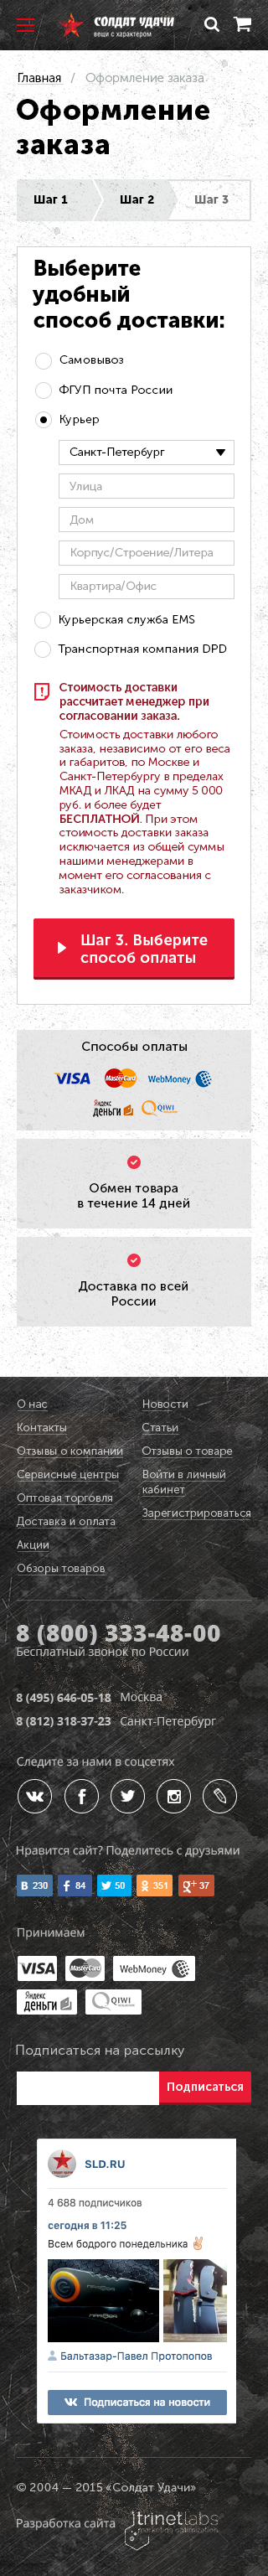 СОЛДАТ УДАЧИ
вещи с характером
Главная / Оформление заказа
Оформление
заказа
Шаг 1 Шаг 2 Шаг 3
Выберите
удобный
способ доставки:
Самовывоз
ФГУП почта России
Курьер
Санкт-Петербург
Улица
Дом
Корпус/Строение/Литера
Квартира/Офис
Курьерская служба EMS
Транспортная компания DPD
Стоимость доставки
рассчитает менеджер при
согласовании заказа.
Стоимость доставки любого
заказа, независимо от его веса
и габаритов, по Москве и
Санкт-Петербургу в пределах
МКАД и ЛКАД на сумму 5 000
руб. и более будет
БЕСПЛАТНОЙ. При этом
стоимость доставки заказа
исключается из общей суммы
нашими менеджерами в
момент его согласования с
заказчиком.
Шаг 3. Выберите
способ оплаты
Способы оплаты
VISA MasterCard WebMoney
Яндекс деньги QIWI
Обмен товара
в течение 14 дней
Доставка по всей
России
О нас
Контакты
Отзывы о компании
Сервисные центры
Оптовая торговля
Доставка и оплата
Акции
Обзоры товаров
Новости
Статьи
Отзывы о товаре
Войти в личный
кабинет
Зарегистрироваться
8 (800) 333-48-00
Бесплатный звонок по России
8 (495) 646-05-18 Москва
8 (812) 318-37-23 Санкт-Петербург
Следите за нами в соцсетях
Нравится сайт? Поделитесь с друзьями
B 230 f 84 50 351 g+ 37
Принимаем
VISA MasterCard WebMoney
Яндекс деньги QIWI
Подписаться на рассылку
Подписаться
SLD.RU
4 688 подписчиков
сегодня в 11:25
Всем бодрого понедельника ✌
Бальтазар-Павел Протопопов
Подписаться на новости
© 2004 — 2015 «Солдат Удачи»
Разработка сайта trinetlabs